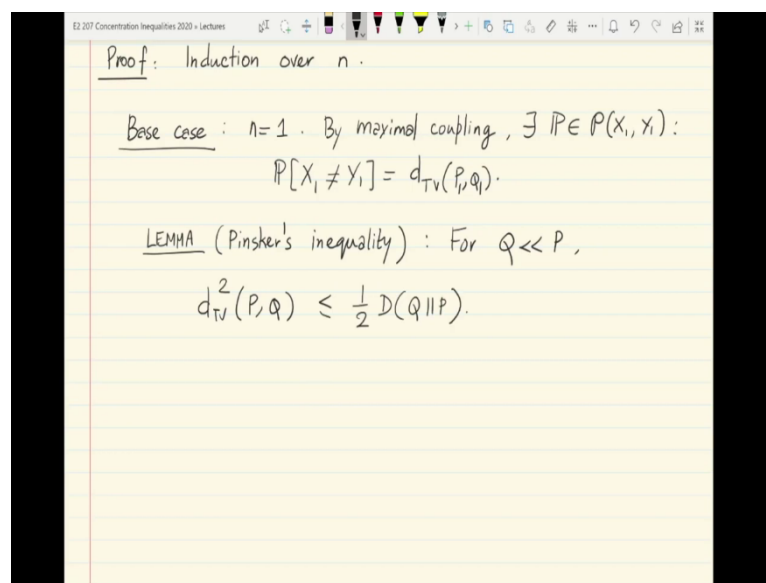 E2 207 Concentration Inequalities 2020 » Lectures
Proof: Induction over n.
Base case: n=1. By maximal coupling, ∃ ℙ ∈ 𝒫(X₁, Y₁):
ℙ[X₁ ≠ Y₁] = d_TV(P₁, Q₁).
LEMMA (Pinsker's inequality): For Q << P,
d²_TV(P, Q) ≤ 1/2 D(Q||P).